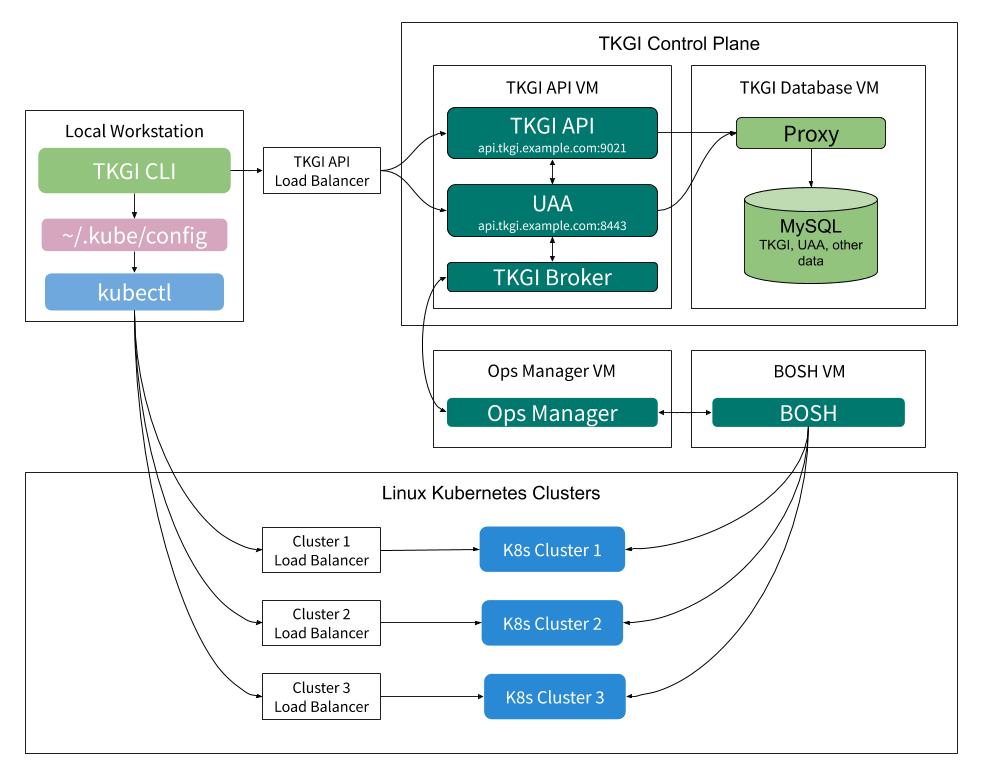 TKGI Control Plane
Local Workstation
TKGI CLI
~/.kube/config
kubectl
TKGI API
Load Balancer
TKGI API VM
TKGI API
api.tkgi.example.com:9021
UAA
api.tkgi.example.com:8443
TKGI Broker
TKGI Database VM
Proxy
MySQL
TKGI, UAA, other
data
Ops Manager VM
Ops Manager
BOSH VM
BOSH
Linux Kubernetes Clusters
Cluster 1
Load Balancer
K8s Cluster 1
Cluster 2
Load Balancer
K8s Cluster 2
Cluster 3
Load Balancer
K8s Cluster 3